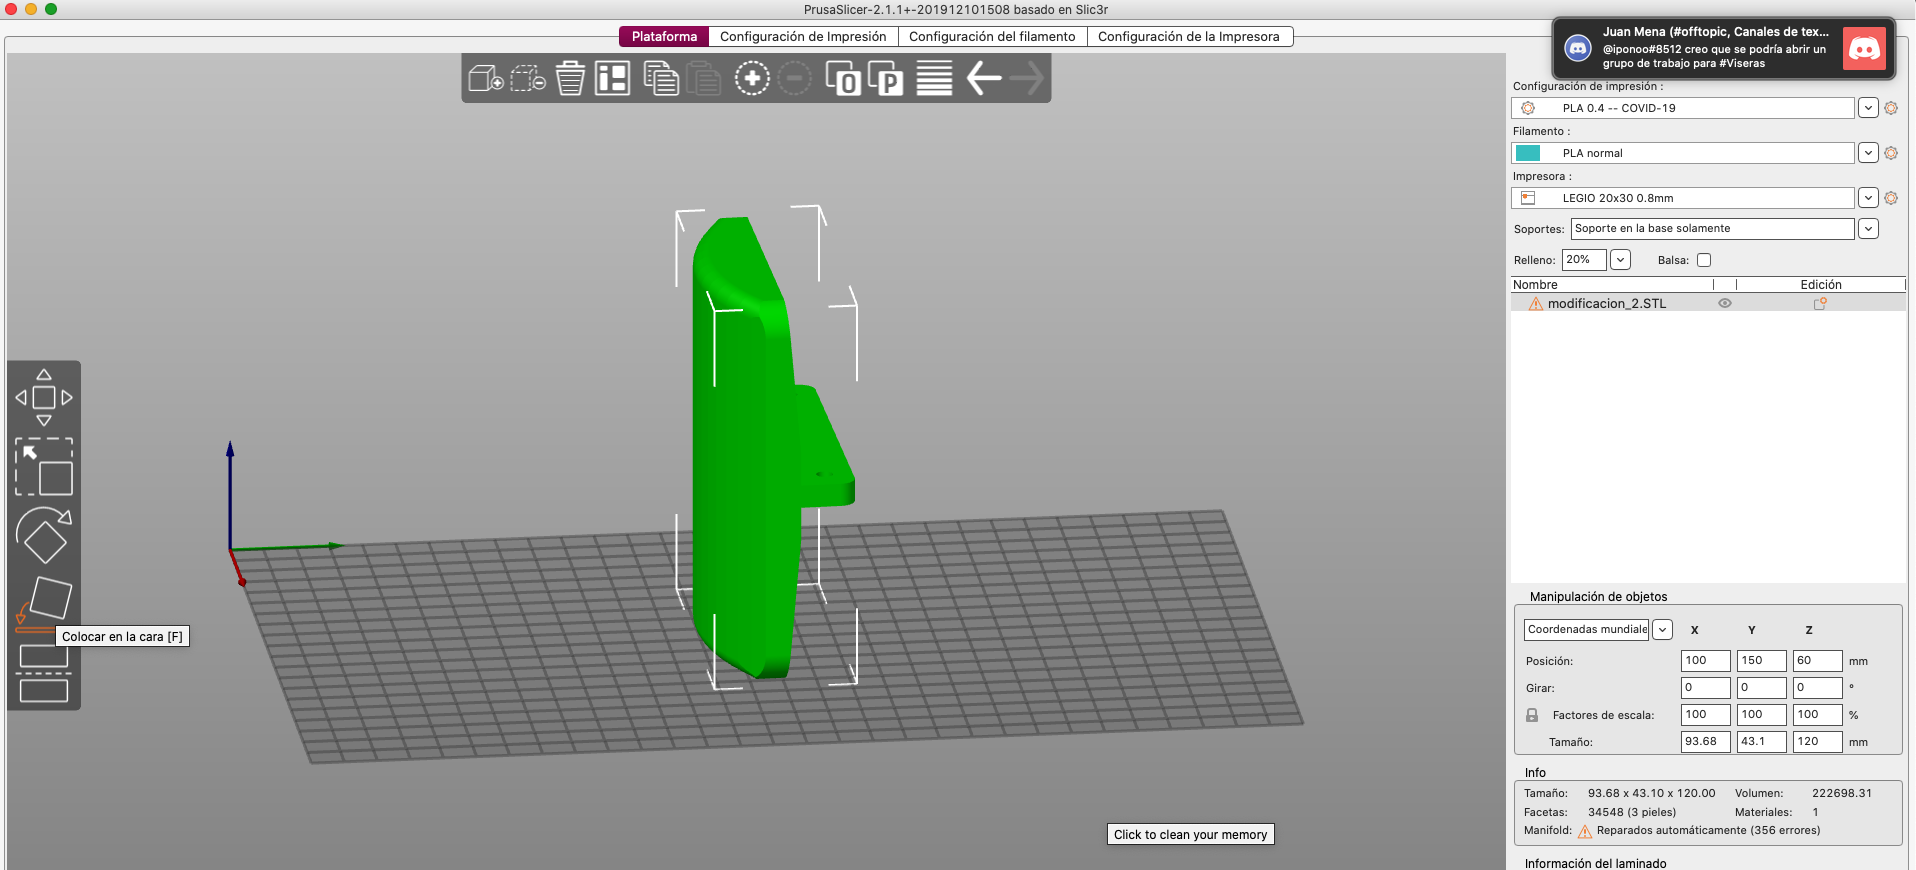 PrusaSlicer-2.1.1+-201912101508 basado en Slic3r
Plataforma
Configuración de Impresión
Configuración del filamento
Configuración de la Impresora
Juan Mena (#offtopic, Canales de tex...
@iponoo#8512 creo que se podría abrir un
grupo de trabajo para #Viseras
O
P
Configuración de impresión :
PLA 0.4 -- COVID-19
Filamento :
PLA normal
Impresora :
LEGIO 20x30 0.8mm
Soportes: Soporte en la base solamente
Relleno: 20% Balsa:
Nombre Edición
modificacion_2.STL
Colocar en la cara [F]
Click to clean your memory
Manipulación de objetos
Coordenadas mundiale X Y Z
Posición: 100 150 60 mm
Girar: 0 0 0 °
Factores de escala: 100 100 100 %
Tamaño: 93.68 43.1 120 mm
Info
Tamaño: 93.68 x 43.10 x 120.00 Volumen: 222698.31
Facetas: 34548 (3 pieles) Materiales: 1
Manifold: Reparados automáticamente (356 errores)
Información del laminado